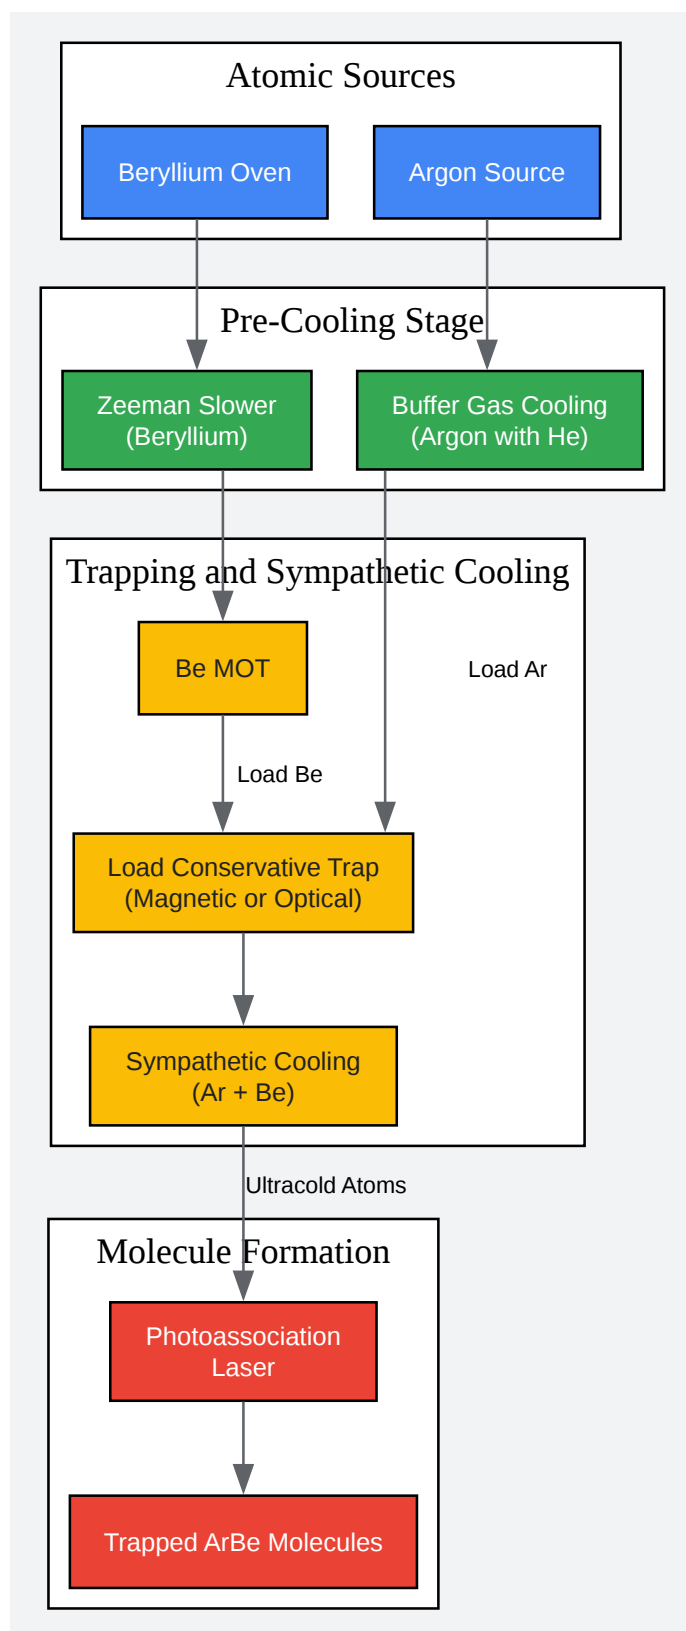 Atomic Sources
Beryllium Oven
Argon Source
Pre-Cooling Stage
Zeeman Slower
(Beryllium)
Buffer Gas Cooling
(Argon with He)
Trapping and Sympathetic Cooling
Be MOT
Load Ar
Load Be
Load Conservative Trap
(Magnetic or Optical)
Sympathetic Cooling
(Ar + Be)
Ultracold Atoms
Molecule Formation
Photoassociation
Laser
Trapped ArBe Molecules